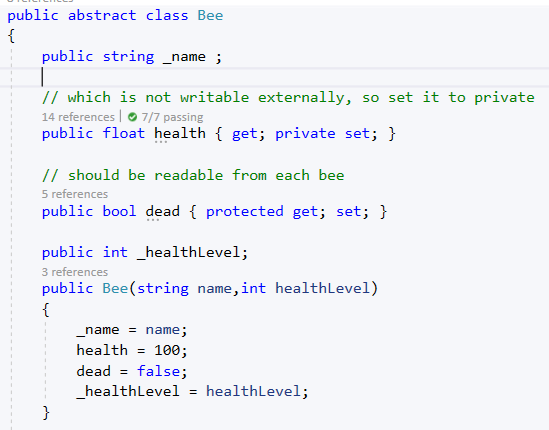 public abstract class Bee
{
public string _name ;
// which is not writable externally, so set it to private
14 references | 7/7 passing
public float health { get; private set; }
// should be readable from each bee
5 references
public bool dead { protected get; set; }
public int _healthLevel;
3 references
public Bee(string name,int healthLevel)
{
_name = name;
health = 100;
dead = false;
_healthLevel = healthLevel;
}